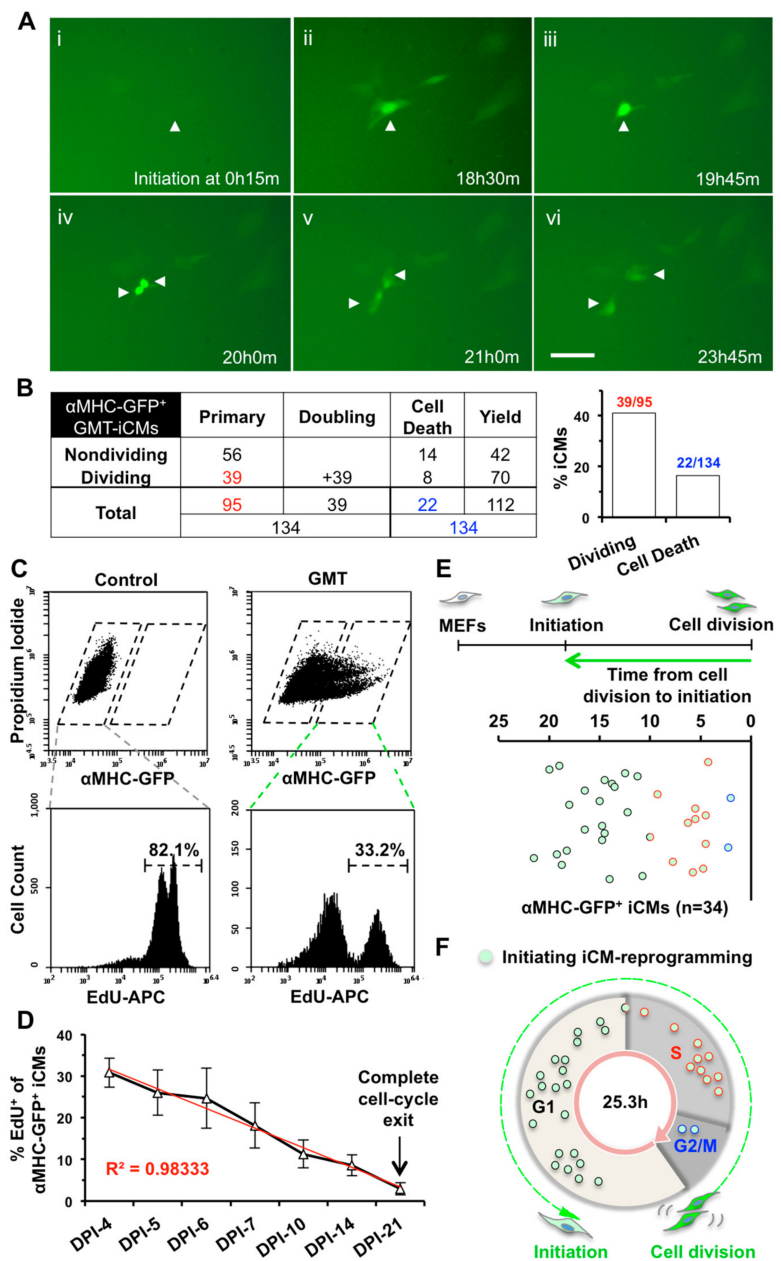 A
i
ii
iii
Initiation at 0h15m
18h30m
19h45m
iv
v
vi
20h0m
21h0m
23h45m
B
αMHC-GFP⁺ GMT-iCMs
Primary
Doubling
Cell Death
Yield
Nondividing 56 14 42
Dividing 39 +39 8 70
Total 95 39 22 112
134 134
% iCMs
40
20
0
39/95
22/134
Dividing
Cell Death
C
Control
GMT
Propidium Iodide
αMHC-GFP
αMHC-GFP
Cell Count
1,000
500
0
82.1%
200
150
100
50
0
33.2%
EdU-APC
EdU-APC
D
% EdU⁺ of
αMHC-GFP⁺ iCMs
40
30
20
10
0
R² = 0.98333
Complete
cell-cycle
exit
DPI-4
DPI-5
DPI-6
DPI-7
DPI-10
DPI-14
DPI-21
E
MEFs
Initiation
Cell division
Time from cell
division to initiation
25 20 15 10 5 0
αMHC-GFP⁺ iCMs (n=34)
F
Initiating iCM-reprogramming
S
G1
25.3h
G2/M
Initiation
Cell division